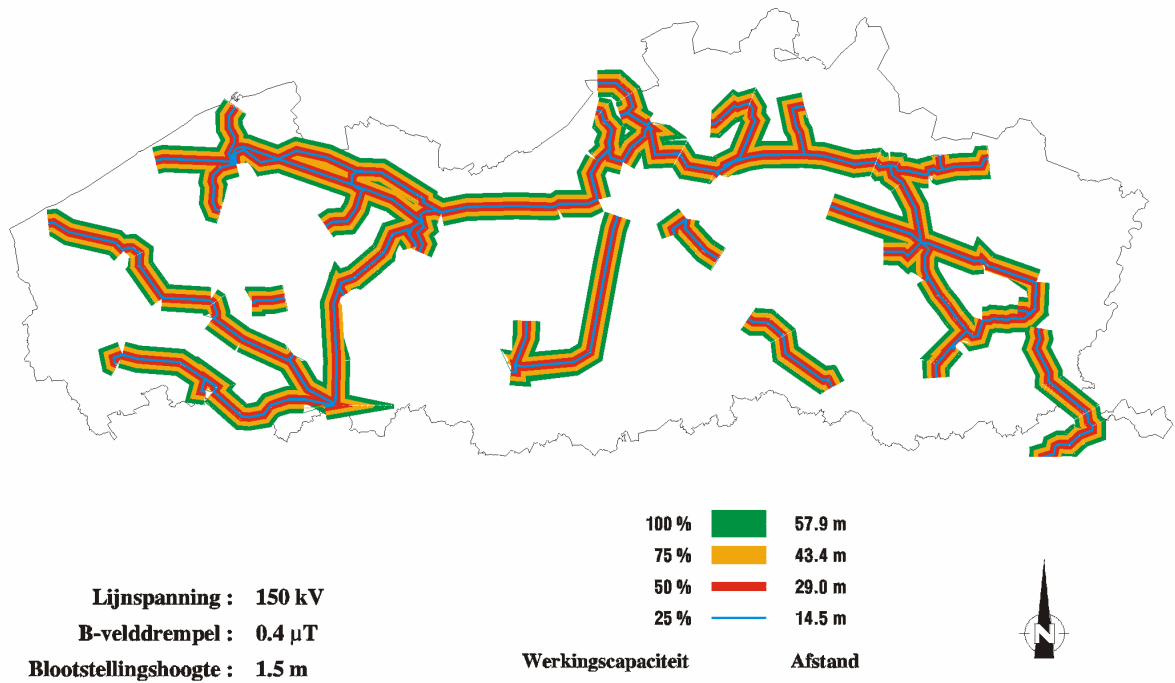 100 % 57.9 m
75 % 43.4 m
50 % 29.0 m
25 % 14.5 m
Werkingscapaciteit Afstand
Lijnspanning : 150 kV
B-velddrempel : 0.4 µT
Blootstellingshoogte : 1.5 m
N